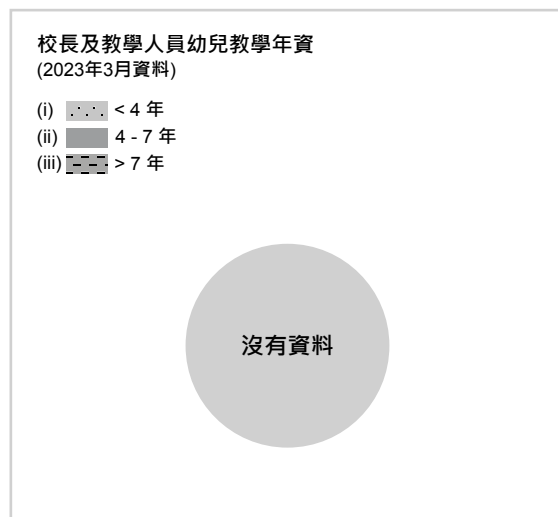 校長及教學人員幼兒教學年資
(2023年3月資料)
(i) < 4 年
(ii) 4 - 7 年
(iii) > 7 年
沒有資料